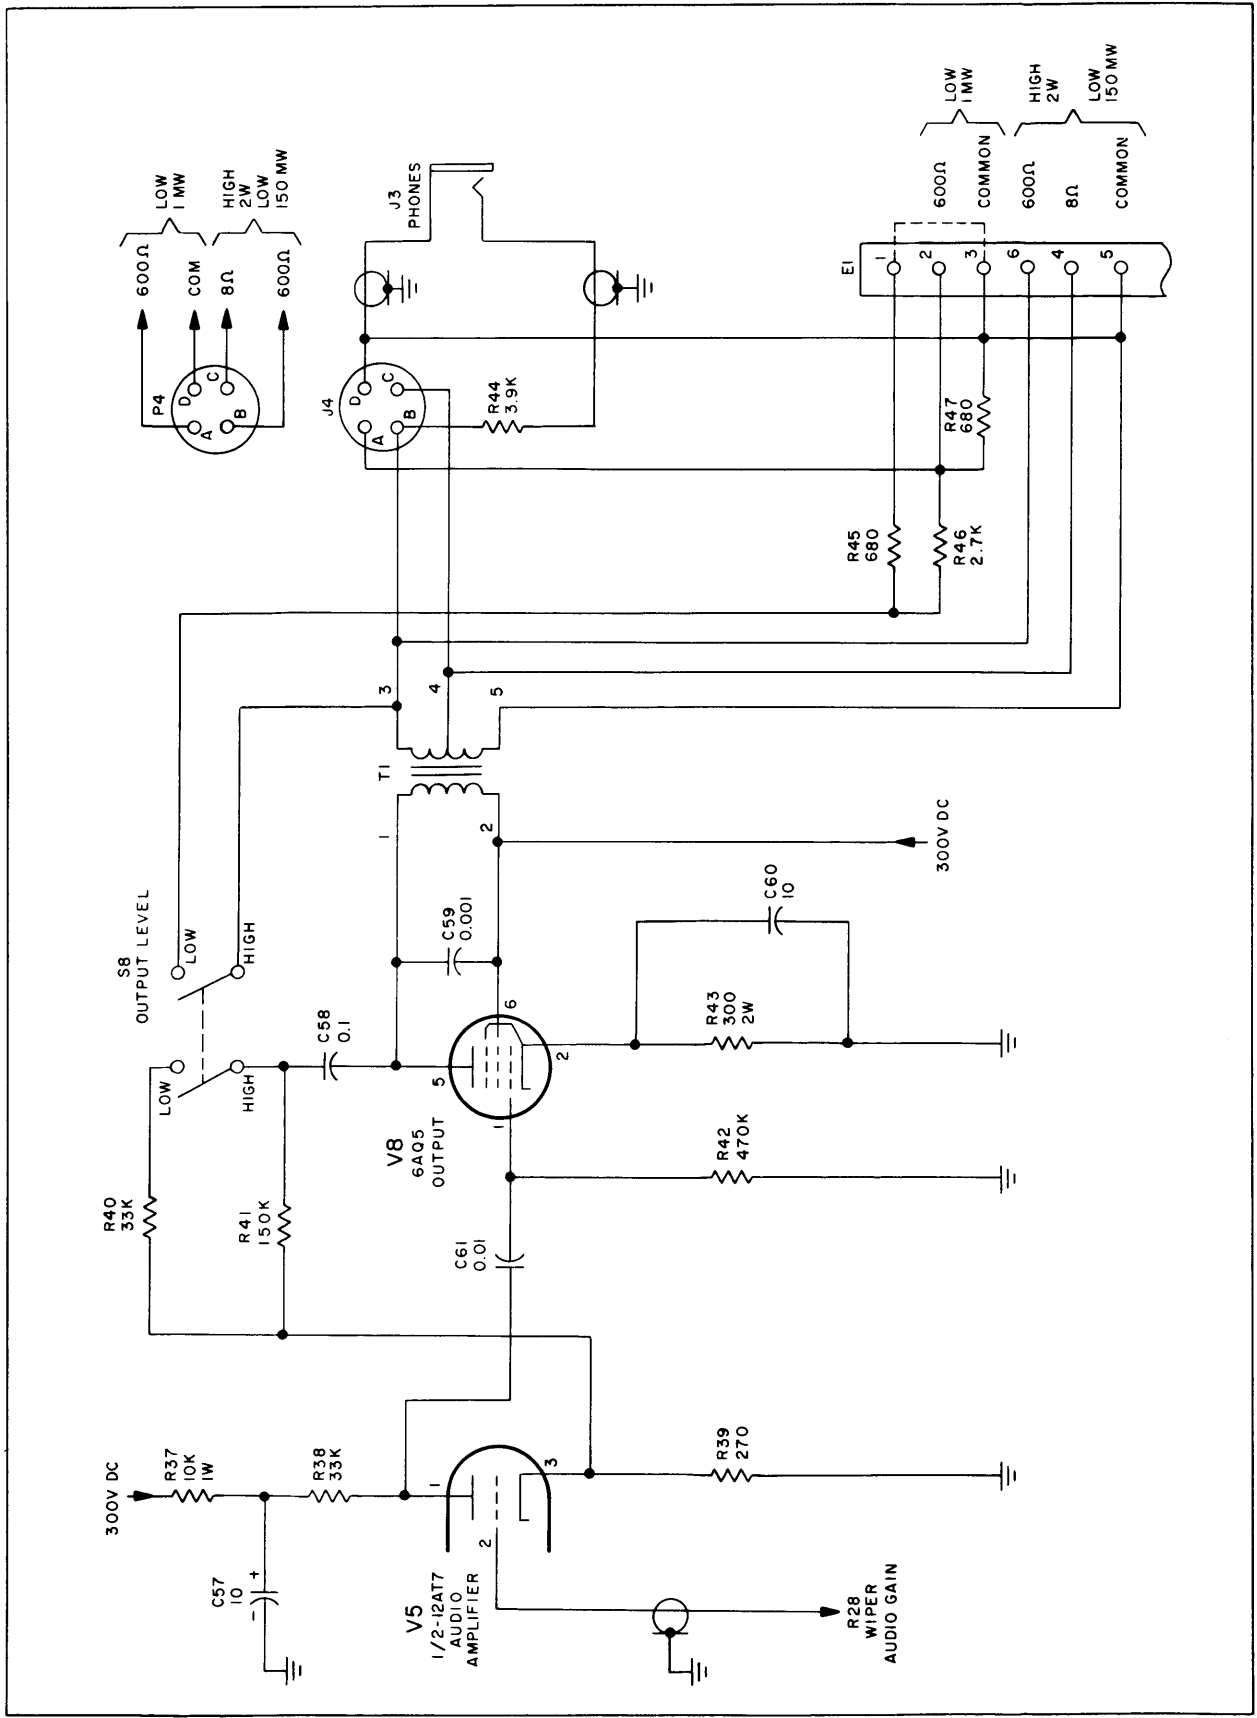 300V DC
R37
10K
1W
C57
10
- +
R38
33K
V5
1/2-12AT7
AUDIO
AMPLIFIER
1
2
3
R28
WIPER
AUDIO GAIN
R39
270
R40
33K
R41
150K
C61
0.01
R42
470K
V8
6AQ5
OUTPUT
1
5
6
2
S8
OUTPUT LEVEL
LOW
HIGH
LOW
HIGH
C58
0.1
C59
0.001
R43
300
2W
C60
10
300V DC
T1
1
2
3
4
5
R45
680
R46
2.7K
R47
680
P4
A
B
C
D
600Ω
COM
8Ω
600Ω
LOW
1 MW
HIGH
2W
LOW
150 MW
J4
A
B
C
D
R44
3.9K
J3
PHONES
E1
1
2
3
6
4
5
600Ω
COMMON
600Ω
8Ω
COMMON
LOW
1 MW
HIGH
2W
LOW
150 MW